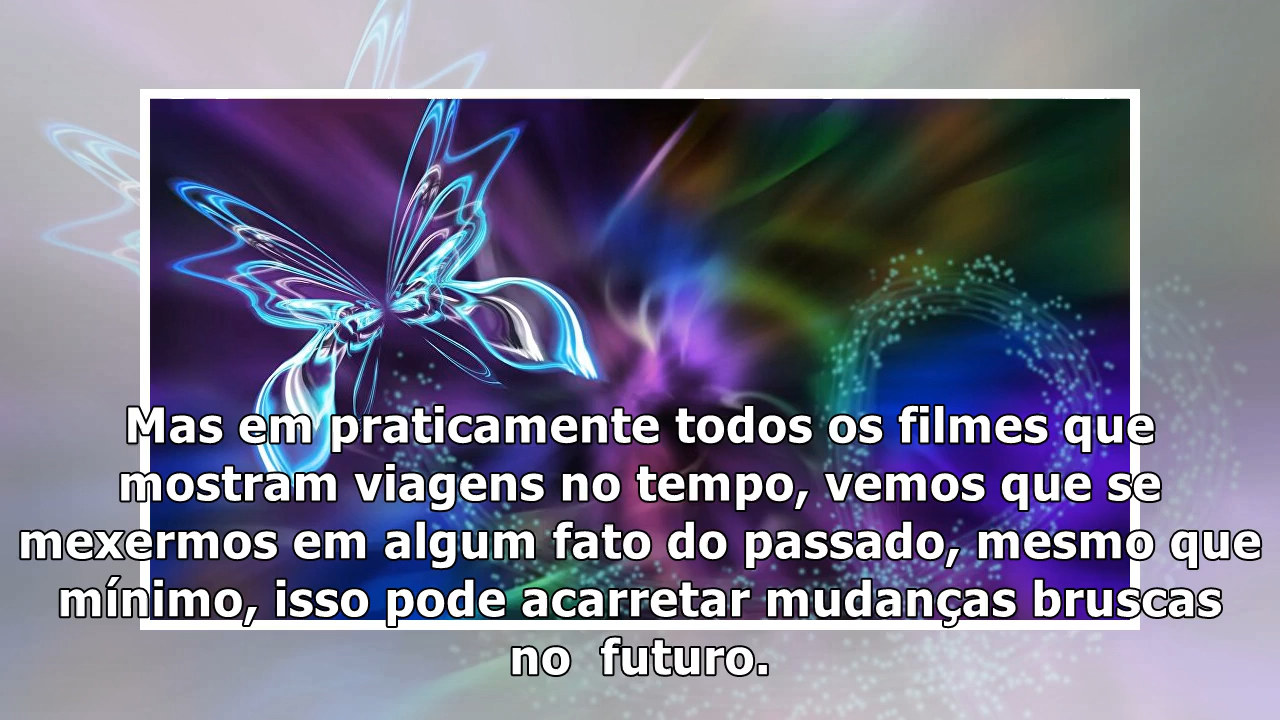 Mas em praticamente todos os filmes que
mostram viagens no tempo, vemos que se
mexermos em algum fato do passado, mesmo que
mínimo, isso pode acarretar mudanças bruscas
no  futuro.